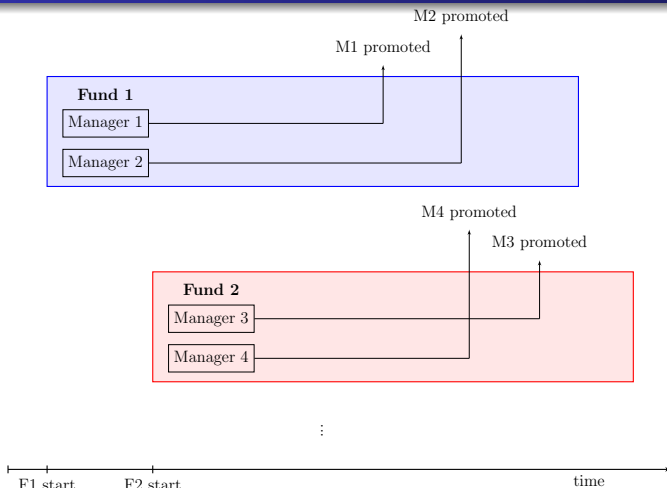 M2 promoted
M1 promoted
Fund 1
Manager 1
Manager 2
M4 promoted
M3 promoted
Fund 2
Manager 3
Manager 4
⋮
F1 start
F2 start
time